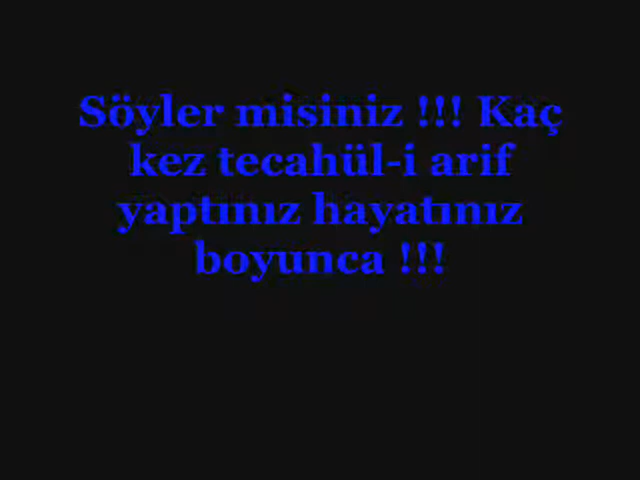 Söyler misiniz !!! Kaç
kez tecahül-i arif
yaptınız hayatınız
boyunca !!!